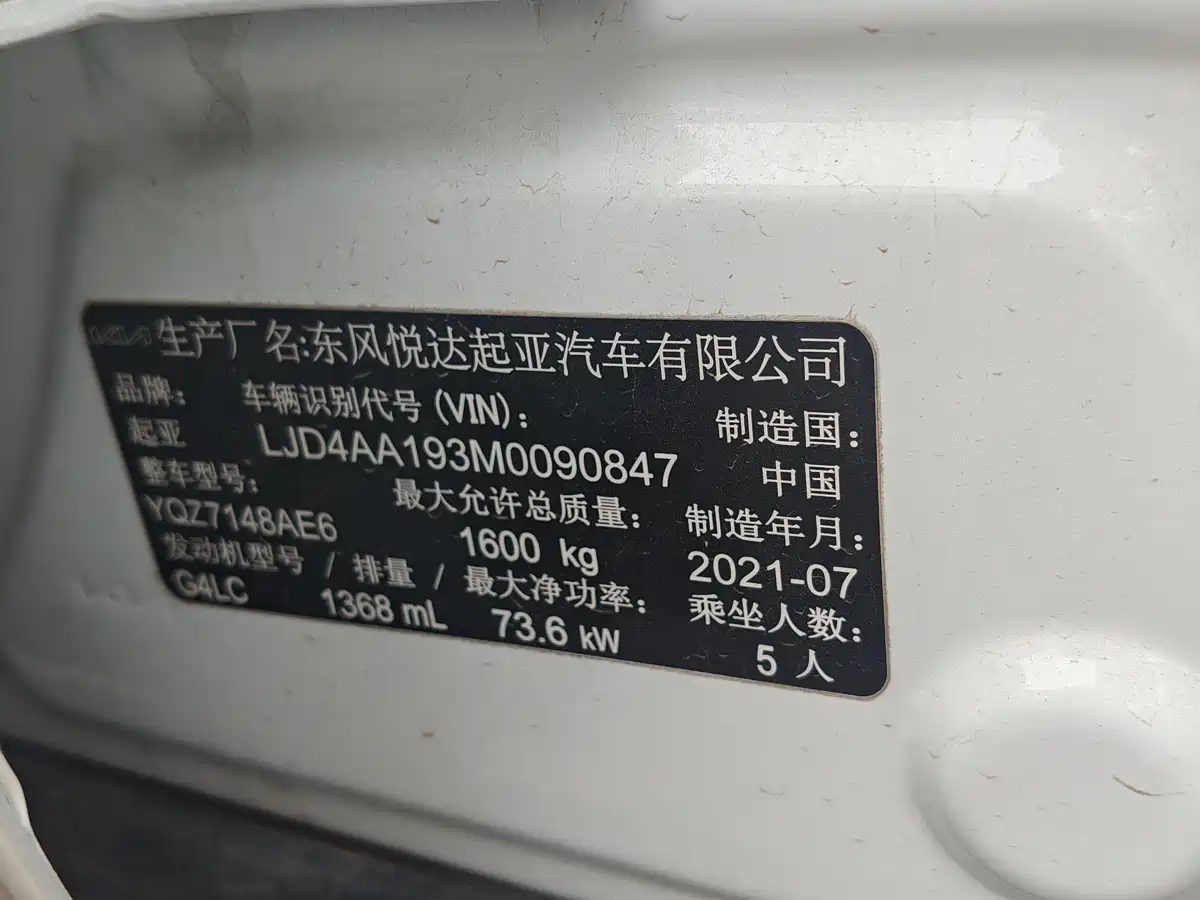 KIA 生产厂名:东风悦达起亚汽车有限公司
品牌: 车辆识别代号 (VIN): 制造国:
起亚 LJD4AA193M0090847 中国
整车型号: 最大允许总质量: 制造年月:
YQZ7148AE6 1600 kg 2021-07
发动机型号 / 排量 / 最大净功率: 乘坐人数:
G4LC 1368 mL 73.6 kW 5 人